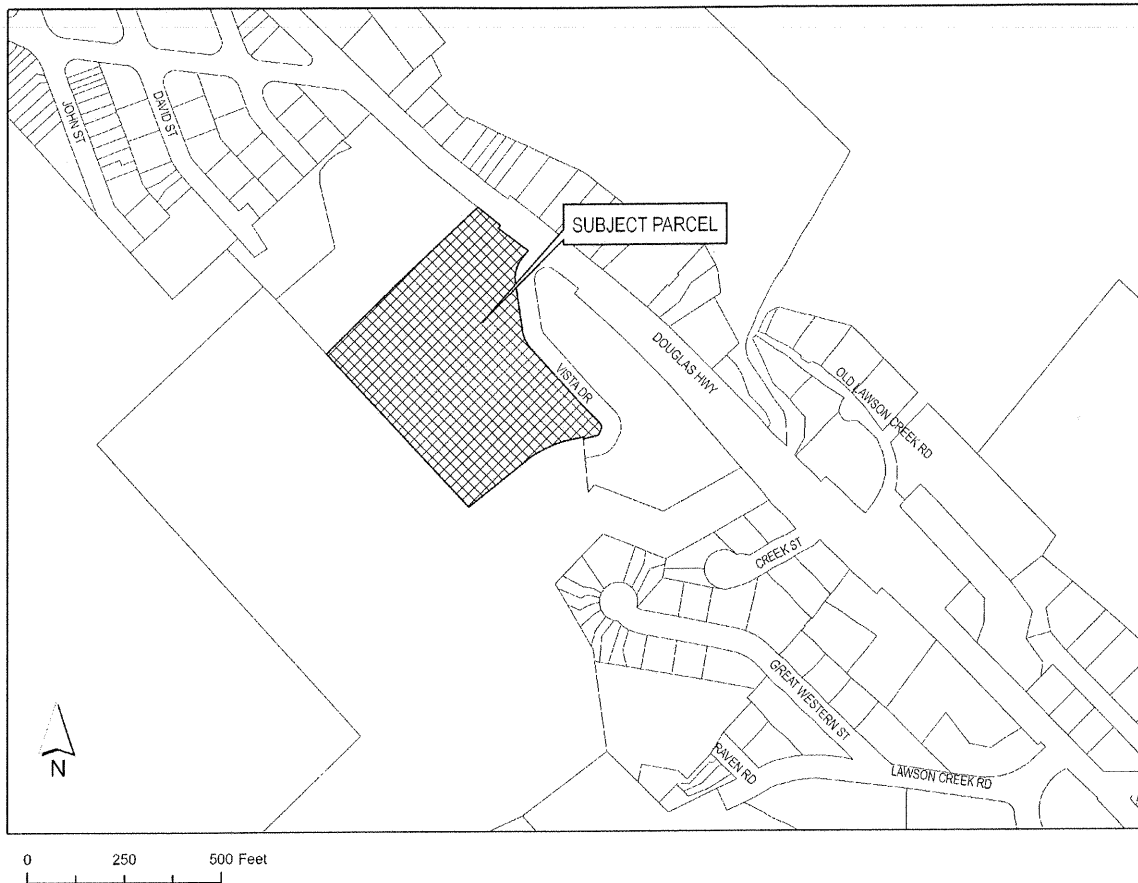 JOHN ST
DAVID ST
SUBJECT PARCEL
DOUGLAS HWY
VISTA DR
OLD LAWSON CREEK RD
CREEK ST
GREAT WESTERN ST
RAVEN RD
LAWSON CREEK RD
N
0 250 500 Feet